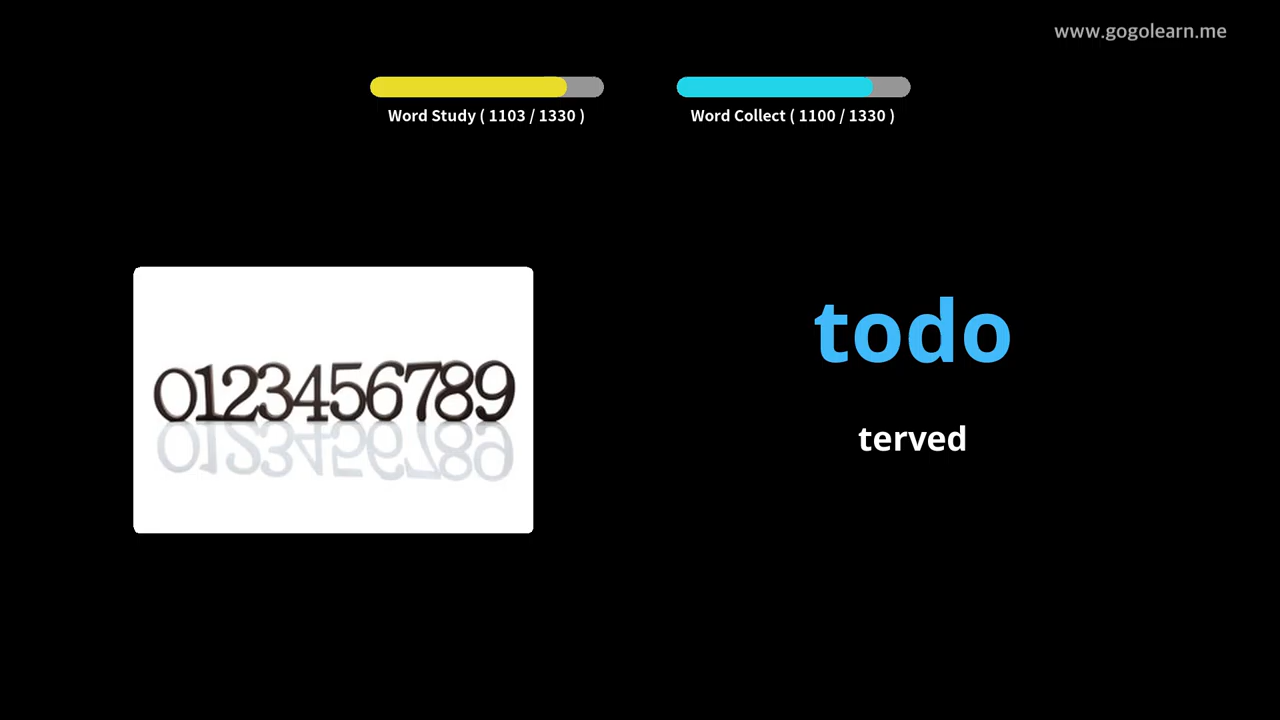 www.gogolearn.me
Word Study ( 1103 / 1330 )
Word Collect ( 1100 / 1330 )
0123456789
todo
terved